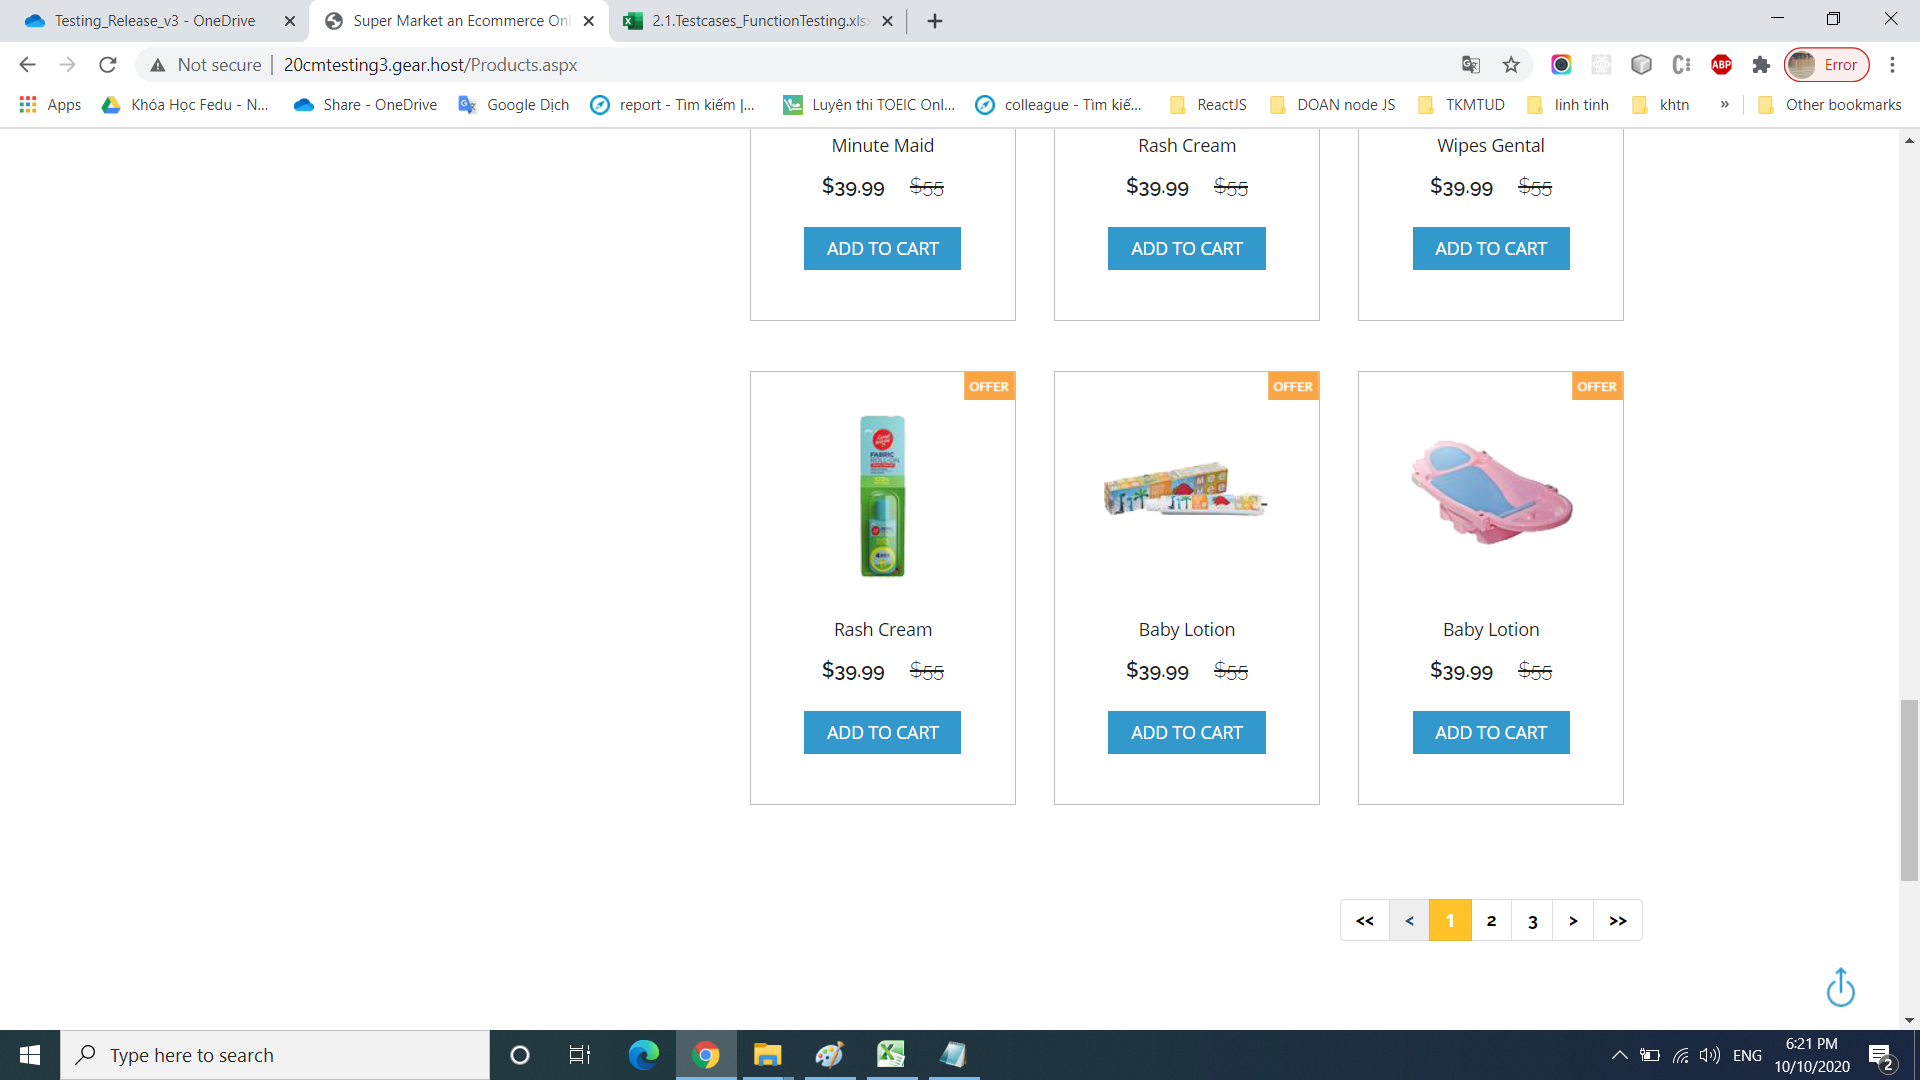 Testing_Release_v3 - OneDrive
Super Market an Ecommerce Onl
2.1.Testcases_FunctionTesting.xlsx
Not secure | 20cmtesting3.gear.host/Products.aspx
ABP
Error
Apps
Khóa Học Fedu - N...
Share - OneDrive
Google Dịch
report - Tìm kiếm |...
Luyện thi TOEIC Onl...
colleague - Tìm kiế...
ReactJS
DOAN node JS
TKMTUD
linh tinh
khtn
»
Other bookmarks
Minute Maid
Rash Cream
Wipes Gental
$39.99 $55
$39.99 $55
$39.99 $55
ADD TO CART
ADD TO CART
ADD TO CART
OFFER
OFFER
OFFER
FABRIC
ROLL-ON
Rash Cream
Baby Lotion
Baby Lotion
$39.99 $55
$39.99 $55
$39.99 $55
ADD TO CART
ADD TO CART
ADD TO CART
<< < 1 2 3 > >>
Type here to search
ENG
6:21 PM
10/10/2020
2